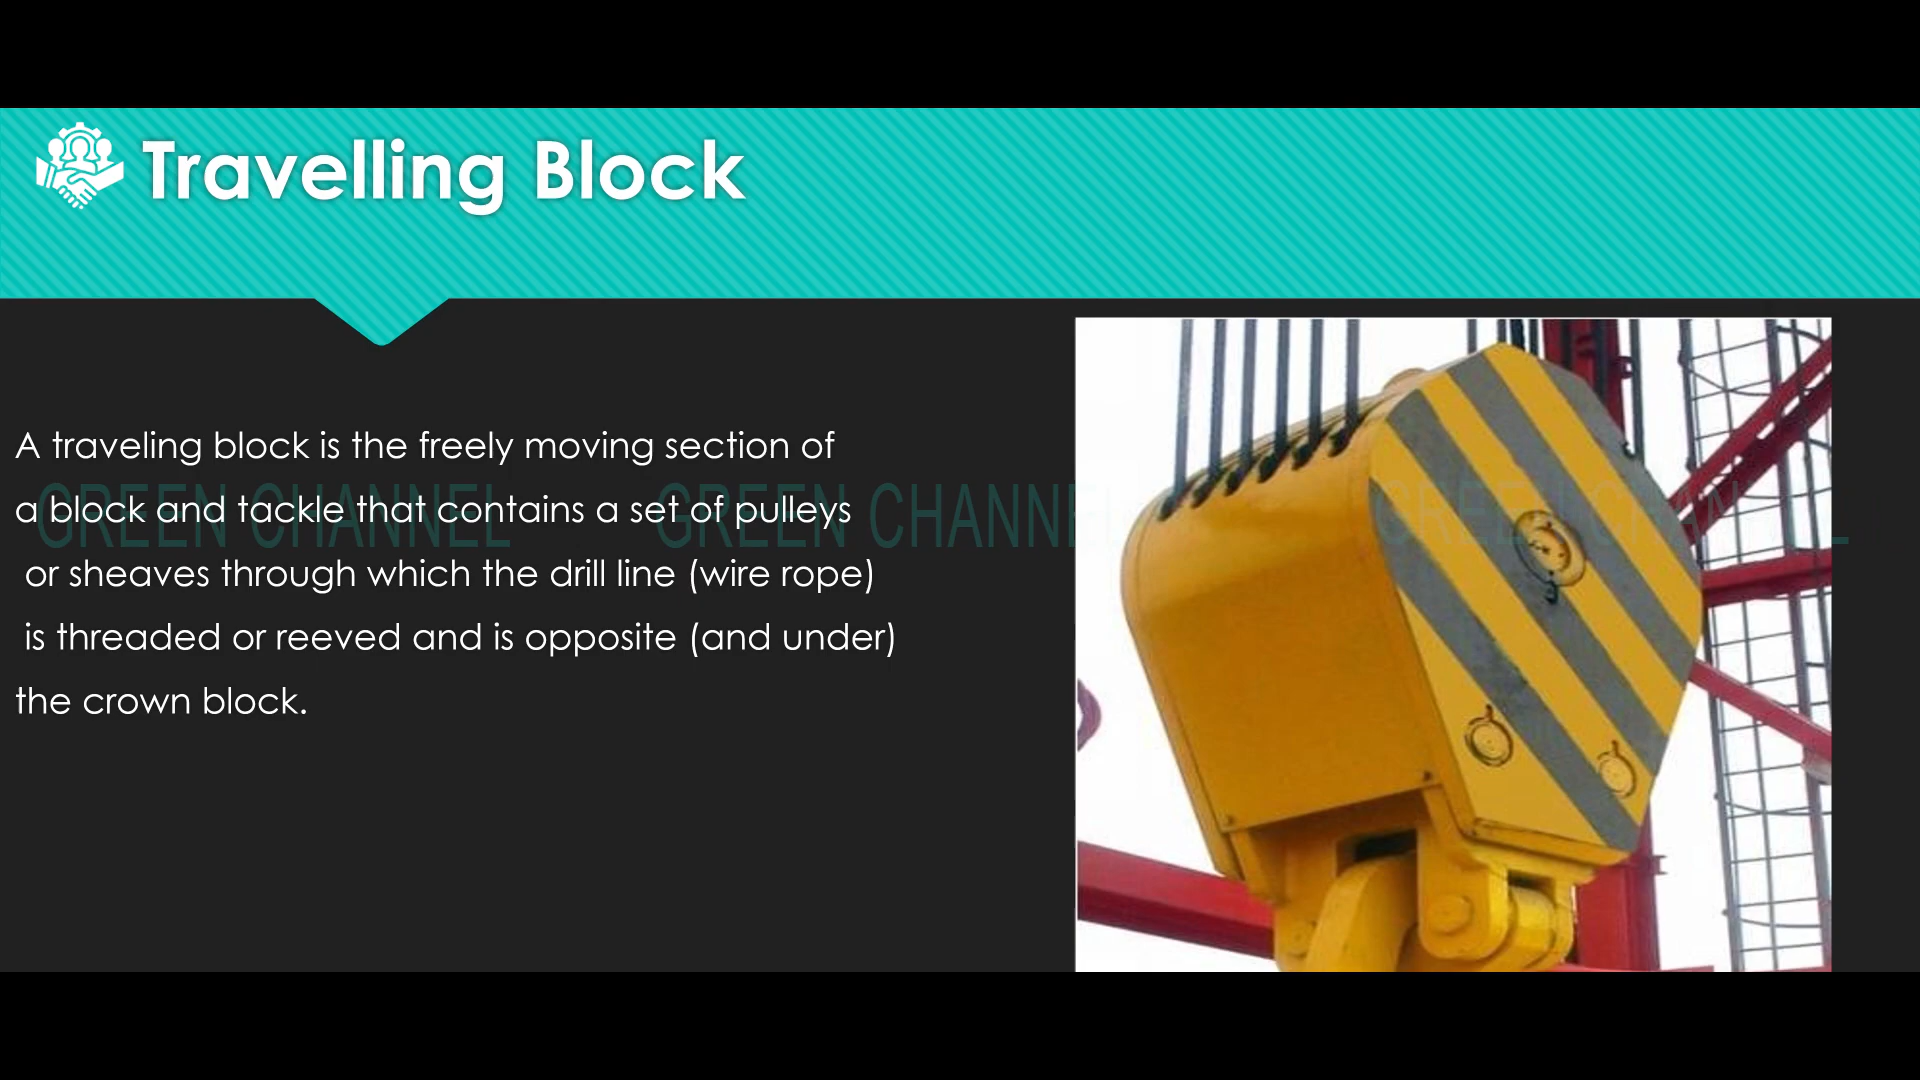 Travelling Block
A traveling block is the freely moving section of
a block and tackle that contains a set of pulleys
or sheaves through which the drill line (wire rope)
is threaded or reeved and is opposite (and under)
the crown block.
GREEN CHANNEL GREEN CHANNEL GREEN CHANNEL